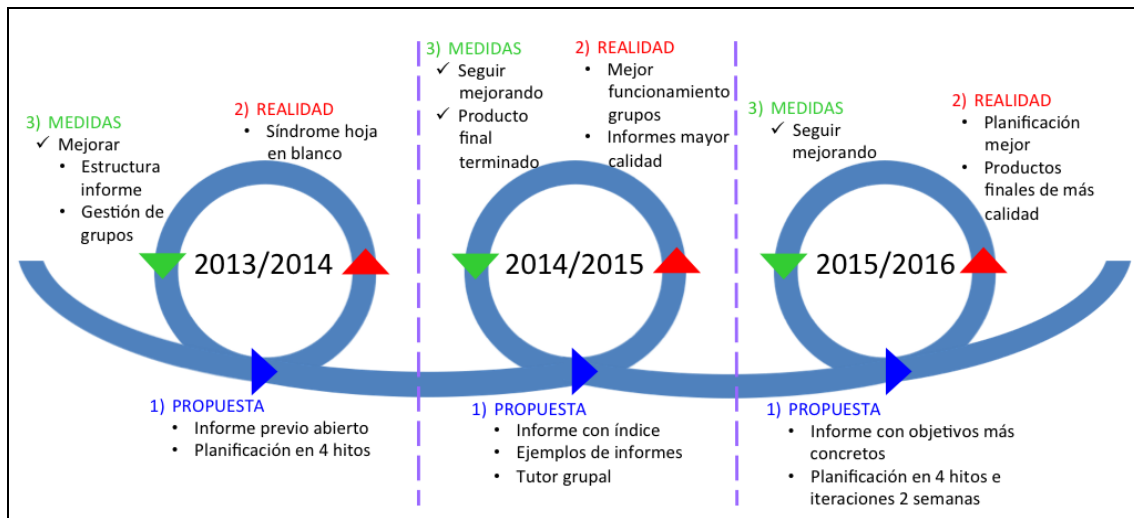 3) MEDIDAS
✓ Mejorar
• Estructura
informe
• Gestión de
grupos
2) REALIDAD
• Síndrome hoja
en blanco
2013/2014
1) PROPUESTA
• Informe previo abierto
• Planificación en 4 hitos
3) MEDIDAS
✓ Seguir
mejorando
✓ Producto
final
terminado
2) REALIDAD
• Mejor
funcionamiento
grupos
• Informes mayor
calidad
2014/2015
1) PROPUESTA
• Informe con índice
• Ejemplos de informes
• Tutor grupal
3) MEDIDAS
✓ Seguir
mejorando
2) REALIDAD
• Planificación
mejor
• Productos
finales de más
calidad
2015/2016
1) PROPUESTA
• Informe con objetivos más
concretos
• Planificación en 4 hitos e
iteraciones 2 semanas